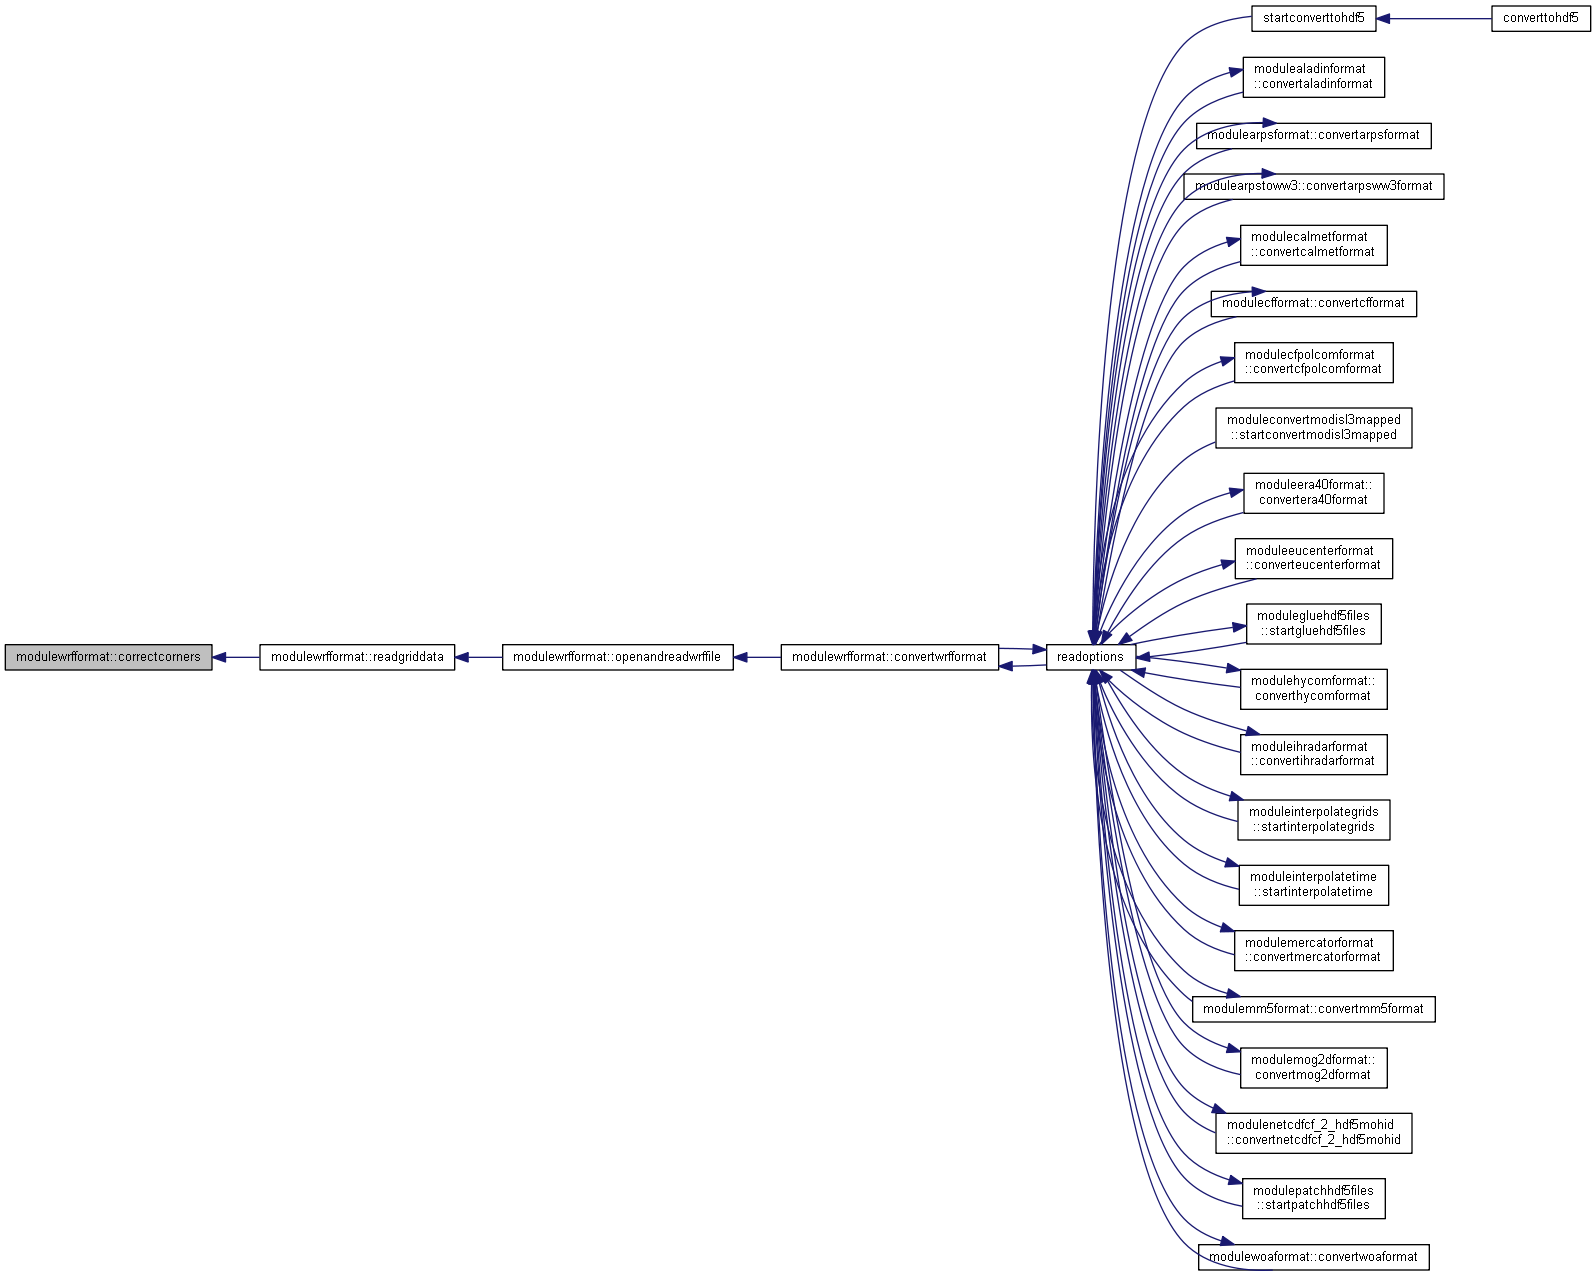 startconverttohdf5
converttohdf5
modulealadinformat
::convertaladinformat
modulearpsformat::convertarpsformat
modulearpstoww3::convertarpsww3format
modulecalmetformat
::convertcalmetformat
modulecfformat::convertcfformat
modulecfpolcomformat
::convertcfpolcomformat
moduleconvertmodisl3mapped
::startconvertmodisl3mapped
moduleera40format::
convertera40format
moduleeucenterformat
::converteucenterformat
modulegluehdf5files
::startgluehdf5files
modulewrfformat::correctcorners
modulewrfformat::readgriddata
modulewrfformat::openandreadwrffile
modulewrfformat::convertwrfformat
readoptions
modulehycomformat::
converthycomformat
moduleihradarformat
::convertihradarformat
moduleinterpolategrids
::startinterpolategrids
moduleinterpolatetime
::startinterpolatetime
modulemercatorformat
::convertmercatorformat
modulemm5format::convertmm5format
modulemog2dformat::
convertmog2dformat
modulenetcdfcf_2_hdf5mohid
::convertnetcdfcf_2_hdf5mohid
modulepatchhdf5files
::startpatchhdf5files
modulewoaformat::convertwoaformat